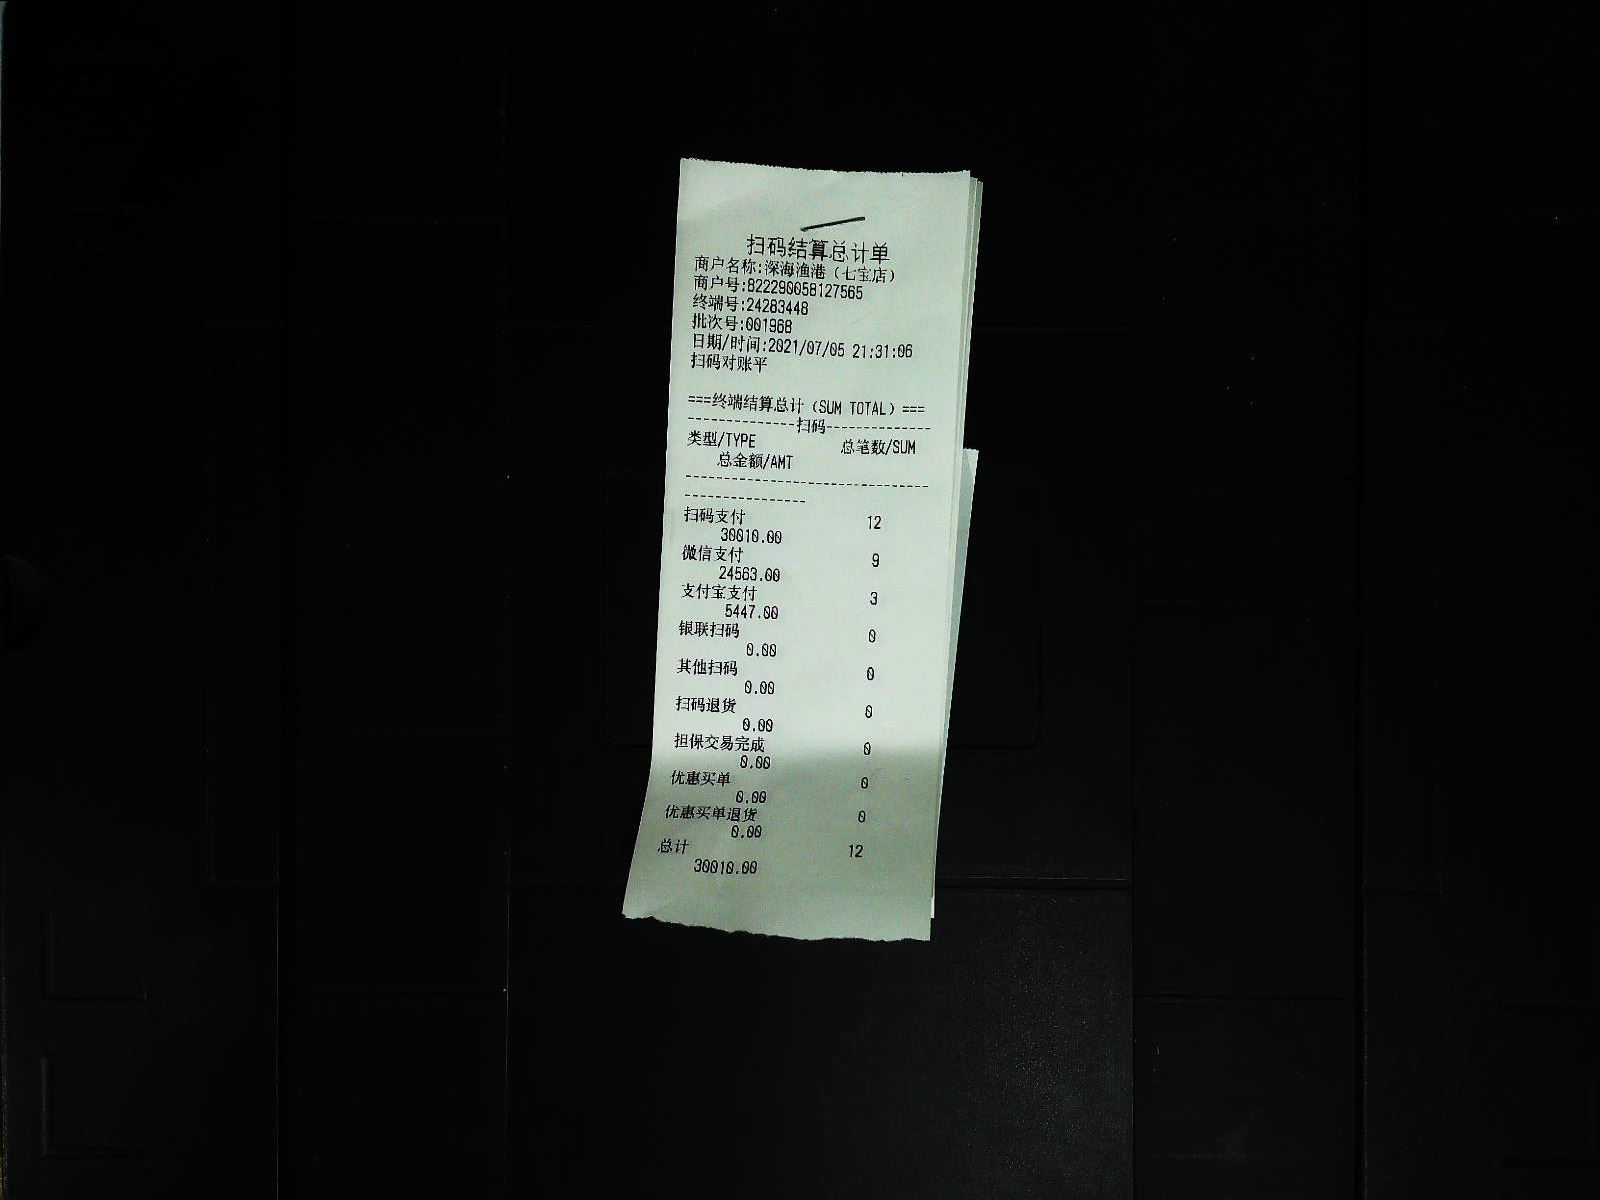 扫码结算总计单
商户名称:深海渔港（七宝店）
商户号:822290058127565
终端号:24283448
批次号:001968
日期/时间:2021/07/05 21:31:06
扫码对账平
===终端结算总计（SUM TOTAL）===
--------------扫码--------------
类型/TYPE 总笔数/SUM
总金额/AMT
--------------------------------
----------------
扫码支付 12
30010.00
微信支付 9
24563.00
支付宝支付 3
5447.00
银联扫码 0
0.00
其他扫码 0
0.00
扫码退货 0
0.00
担保交易完成 0
0.00
优惠买单 0
0.00
优惠买单退货 0
0.00
总计 12
30010.00